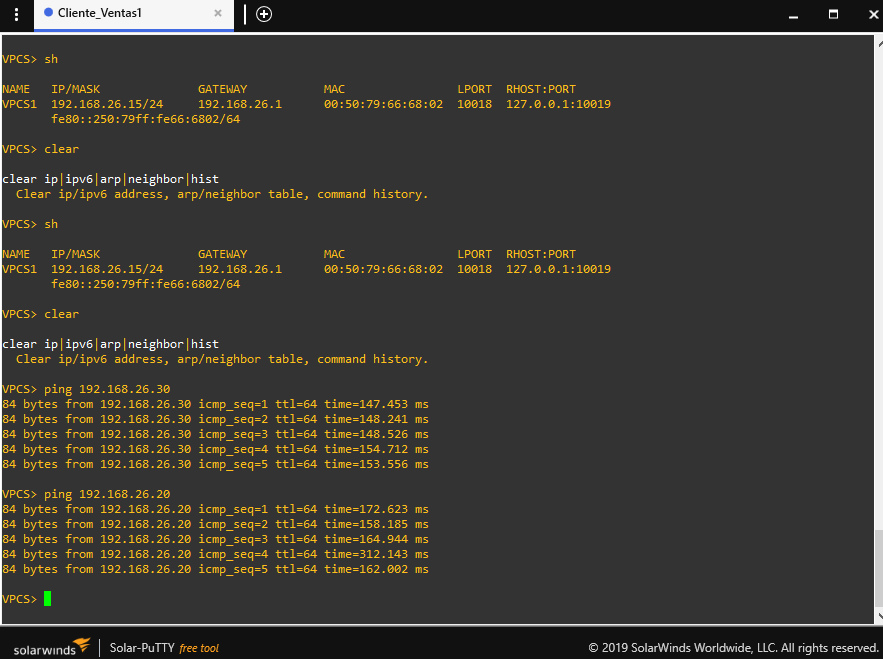 Cliente_Ventas1
VPCS> sh
NAME   IP/MASK              GATEWAY           MAC                LPORT  RHOST:PORT
VPCS1  192.168.26.15/24     192.168.26.1      00:50:79:66:68:02  10018  127.0.0.1:10019
       fe80::250:79ff:fe66:6802/64
VPCS> clear
clear ip|ipv6|arp|neighbor|hist
  Clear ip/ipv6 address, arp/neighbor table, command history.
VPCS> sh
NAME   IP/MASK              GATEWAY           MAC                LPORT  RHOST:PORT
VPCS1  192.168.26.15/24     192.168.26.1      00:50:79:66:68:02  10018  127.0.0.1:10019
       fe80::250:79ff:fe66:6802/64
VPCS> clear
clear ip|ipv6|arp|neighbor|hist
  Clear ip/ipv6 address, arp/neighbor table, command history.
VPCS> ping 192.168.26.30
84 bytes from 192.168.26.30 icmp_seq=1 ttl=64 time=147.453 ms
84 bytes from 192.168.26.30 icmp_seq=2 ttl=64 time=148.241 ms
84 bytes from 192.168.26.30 icmp_seq=3 ttl=64 time=148.526 ms
84 bytes from 192.168.26.30 icmp_seq=4 ttl=64 time=154.712 ms
84 bytes from 192.168.26.30 icmp_seq=5 ttl=64 time=153.556 ms
VPCS> ping 192.168.26.20
84 bytes from 192.168.26.20 icmp_seq=1 ttl=64 time=172.623 ms
84 bytes from 192.168.26.20 icmp_seq=2 ttl=64 time=158.185 ms
84 bytes from 192.168.26.20 icmp_seq=3 ttl=64 time=164.944 ms
84 bytes from 192.168.26.20 icmp_seq=4 ttl=64 time=312.143 ms
84 bytes from 192.168.26.20 icmp_seq=5 ttl=64 time=162.002 ms
VPCS>
solarwinds | Solar-PuTTY free tool © 2019 SolarWinds Worldwide, LLC. All rights reserved.